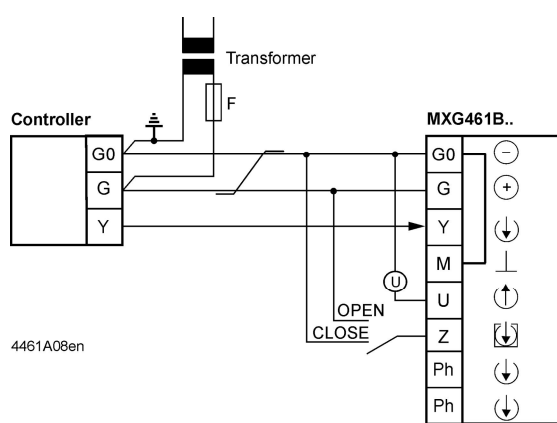 Transformer
F
Controller
MXG461B..
G0
G0
G
G
Y
Y
M
U
U
OPEN
CLOSE
Z
4461A08en
Ph
Ph